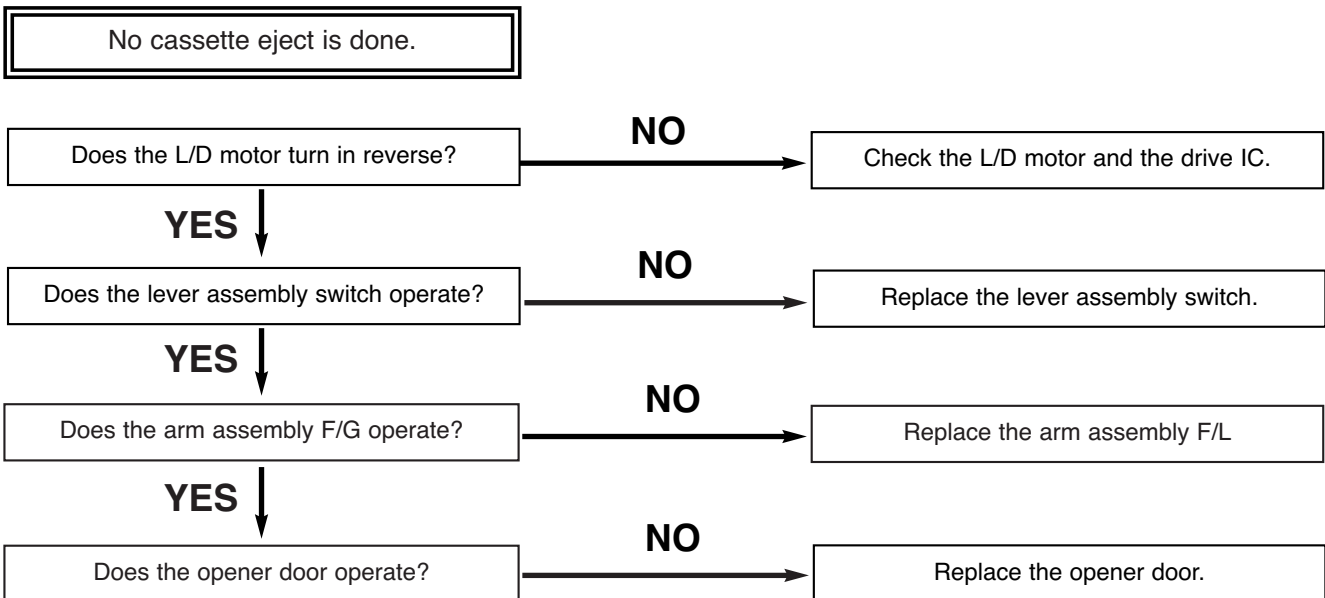 No cassette eject is done.
Does the L/D motor turn in reverse?
NO
Check the L/D motor and the drive IC.
YES
Does the lever assembly switch operate?
NO
Replace the lever assembly switch.
YES
Does the arm assembly F/G operate?
NO
Replace the arm assembly F/L
YES
Does the opener door operate?
NO
Replace the opener door.